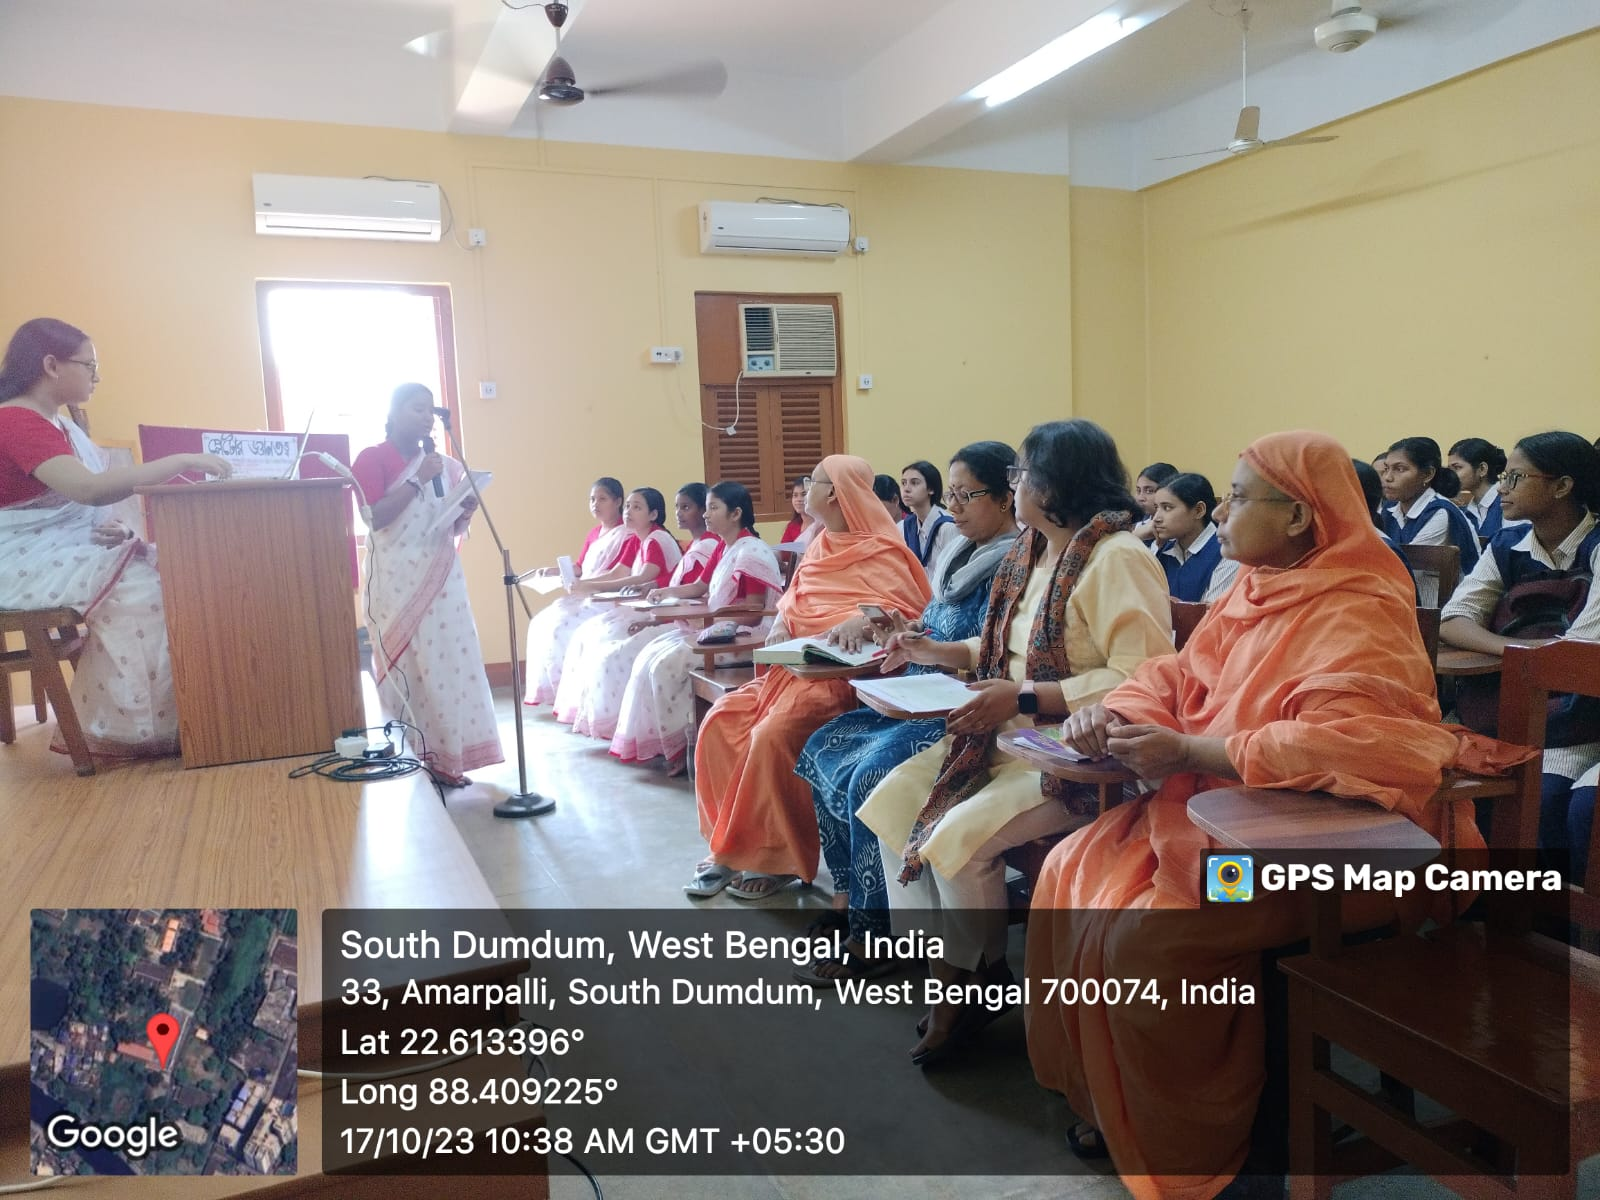 প্লেটোর জ্ঞানতত্ত্ব
GPS Map Camera
South Dumdum, West Bengal, India
33, Amarpalli, South Dumdum, West Bengal 700074, India
Lat 22.613396°
Long 88.409225°
17/10/23 10:38 AM GMT +05:30
Google